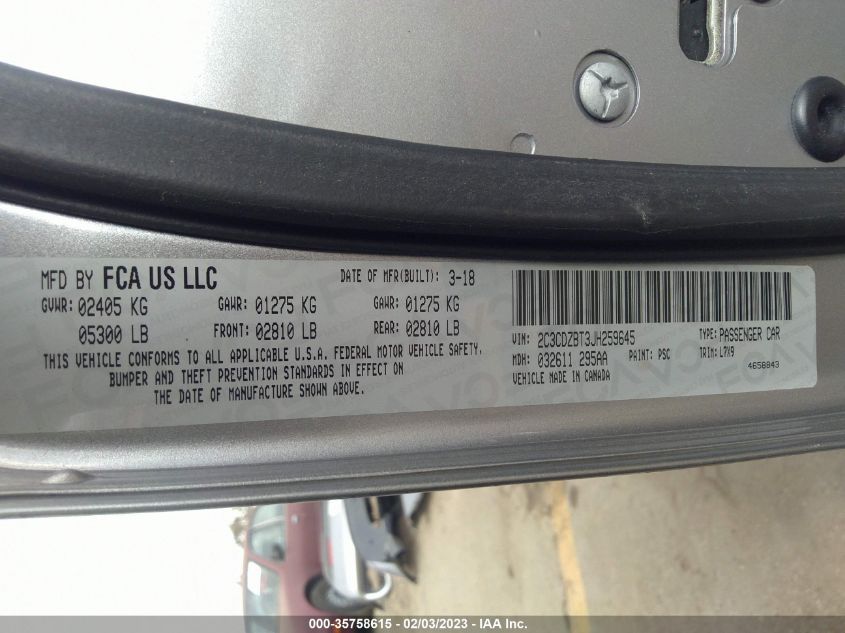 MFD BY FCA US LLC DATE OF MFR(BUILT): 3-18
GVWR: 02405 KG GAWR: 01275 KG GAWR: 01275 KG
05300 LB FRONT: 02810 LB REAR: 02810 LB
THIS VEHICLE CONFORMS TO ALL APPLICABLE U.S.A. FEDERAL MOTOR VEHICLE SAFETY,
BUMPER AND THEFT PREVENTION STANDARDS IN EFFECT ON
THE DATE OF MANUFACTURE SHOWN ABOVE.
VIN: 2C3CDZBT3JH259645 TYPE: PASSENGER CAR
MDH: 032611 295AA PAINT: PSC TRIM: L7X9
VEHICLE MADE IN CANADA 4658843
000-35758615 - 02/03/2023 - IAA Inc.